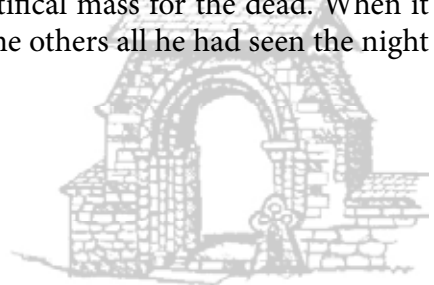 tifical mass for the dead. When it
ne others all he had seen the night